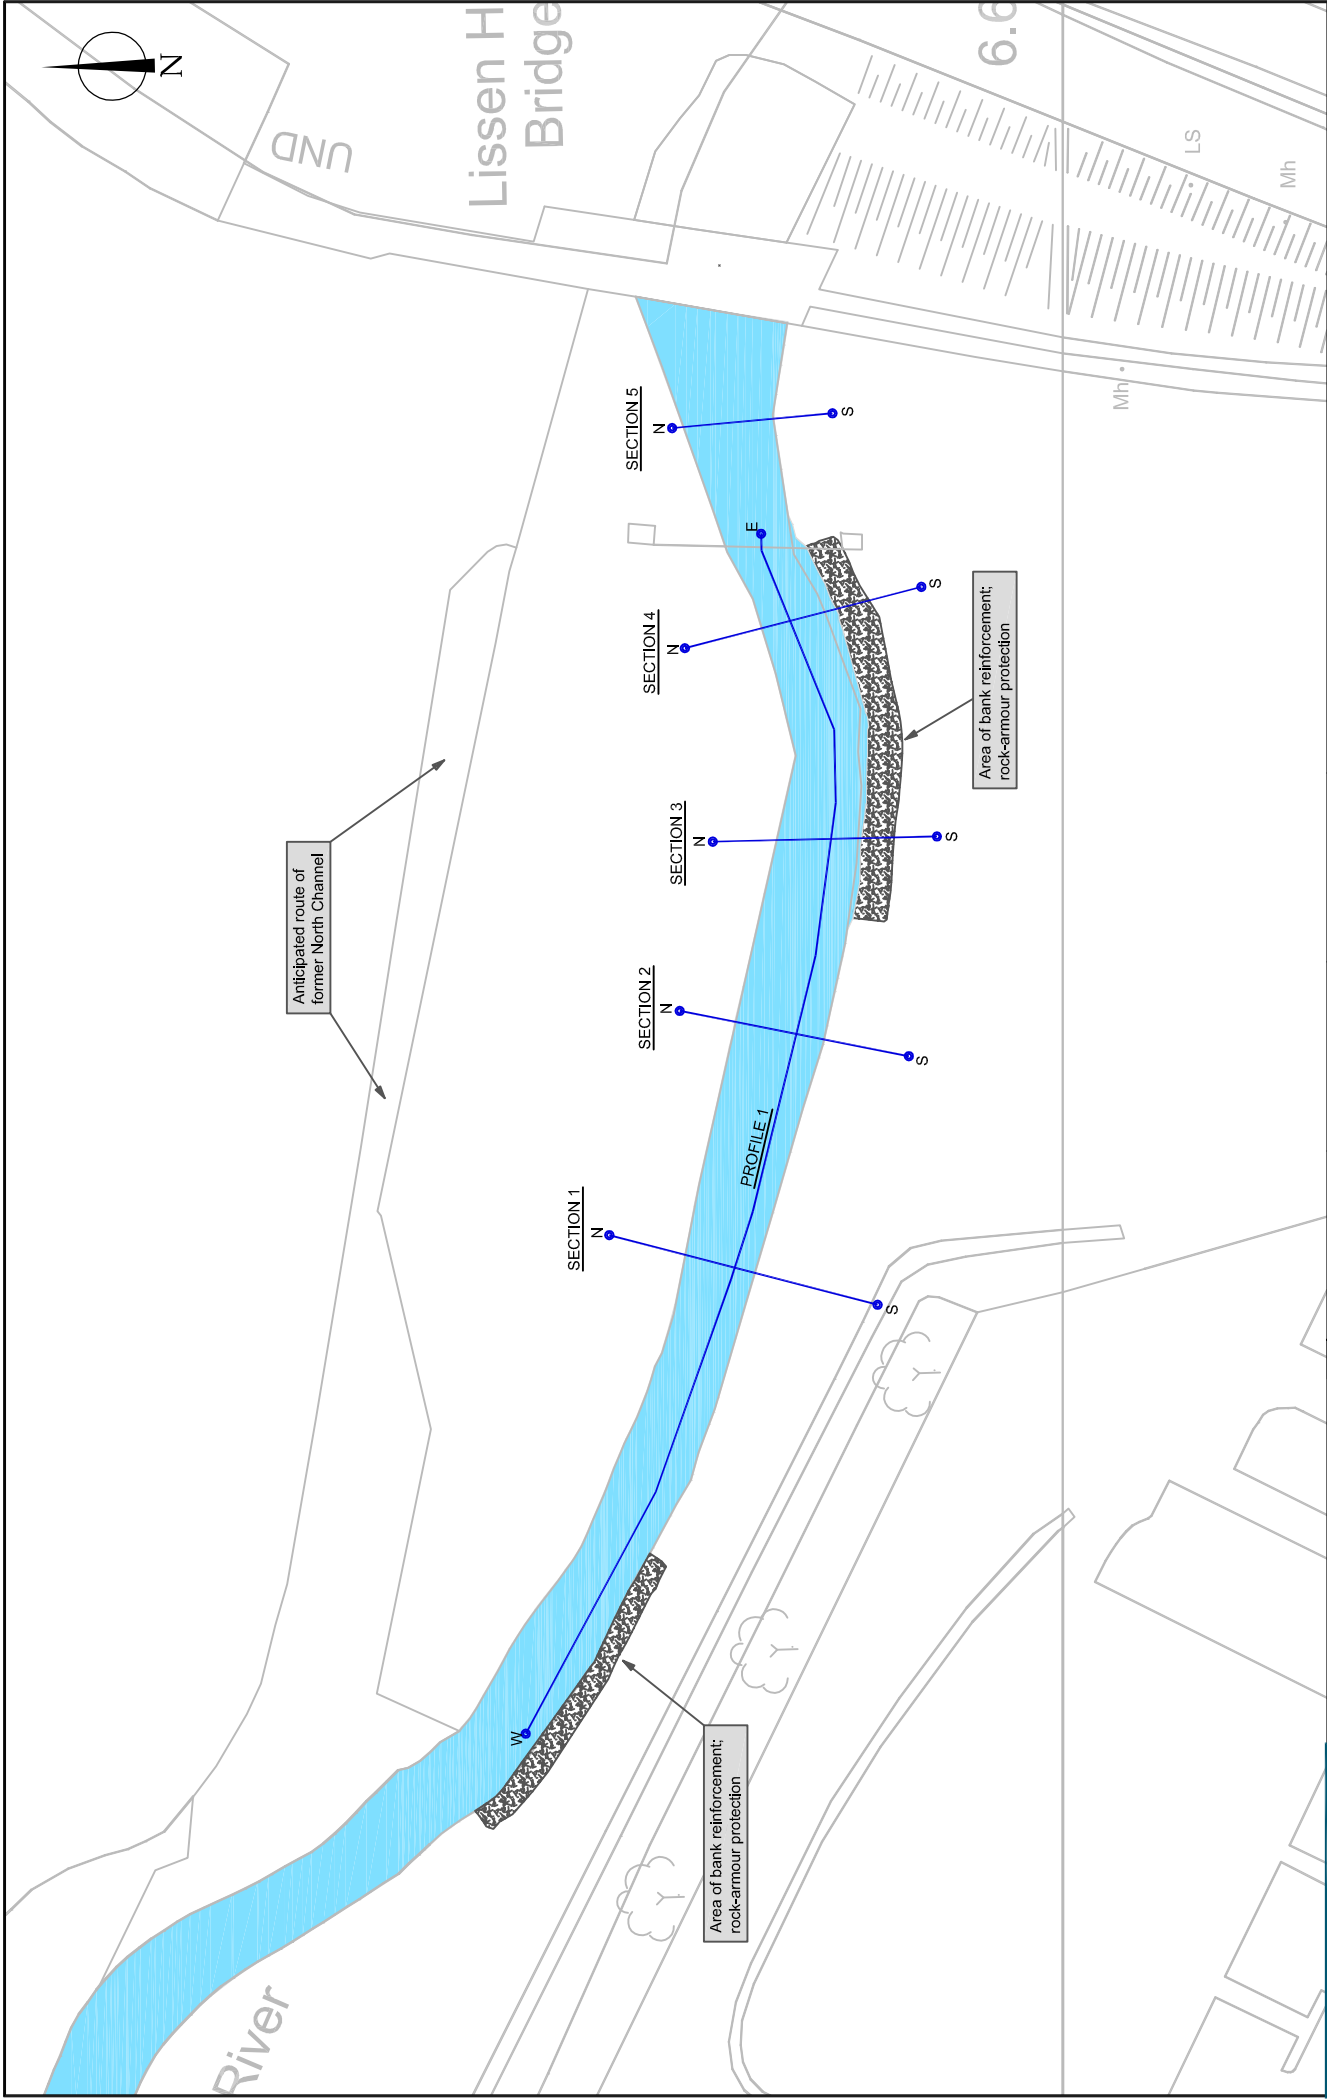 N
UND
Lissen H
Bridge
6.6
LS
Mh
Mh
SECTION 5
N
S
E
SECTION 4
N
S
Area of bank reinforcement;
rock-armour protection
SECTION 3
N
S
Anticipated route of
former North Channel
SECTION 2
N
S
PROFILE 1
SECTION 1
N
S
W
Area of bank reinforcement;
rock-armour protection
River